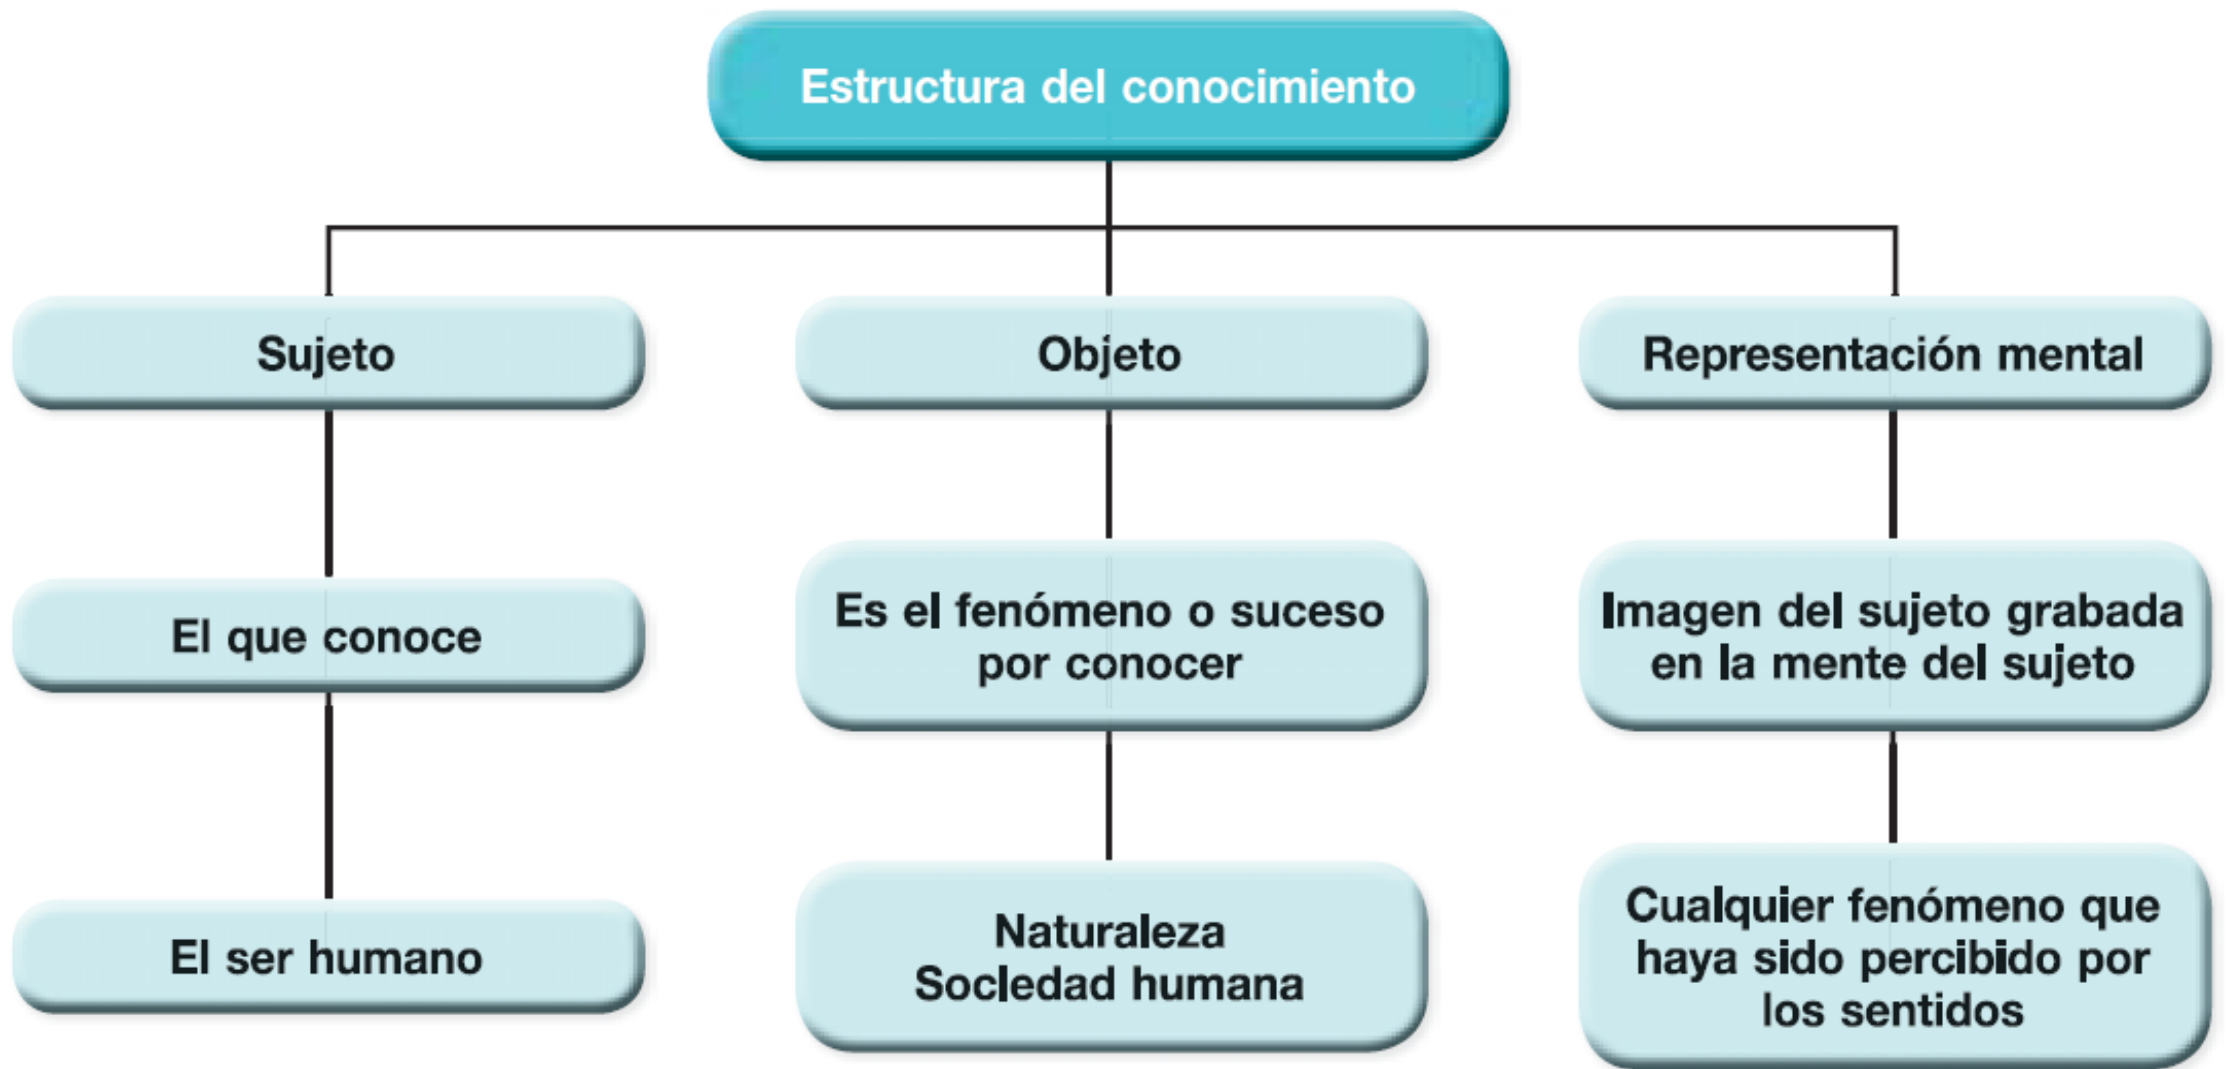 Estructura del conocimiento
Sujeto
El que conoce
El ser humano
Objeto
Es el fenómeno o suceso
por conocer
Naturaleza
Socledad humana
Representación mental
Imagen del sujeto grabada
en la mente del sujeto
Cualquier fenómeno que
haya sido percibido por
los sentidos